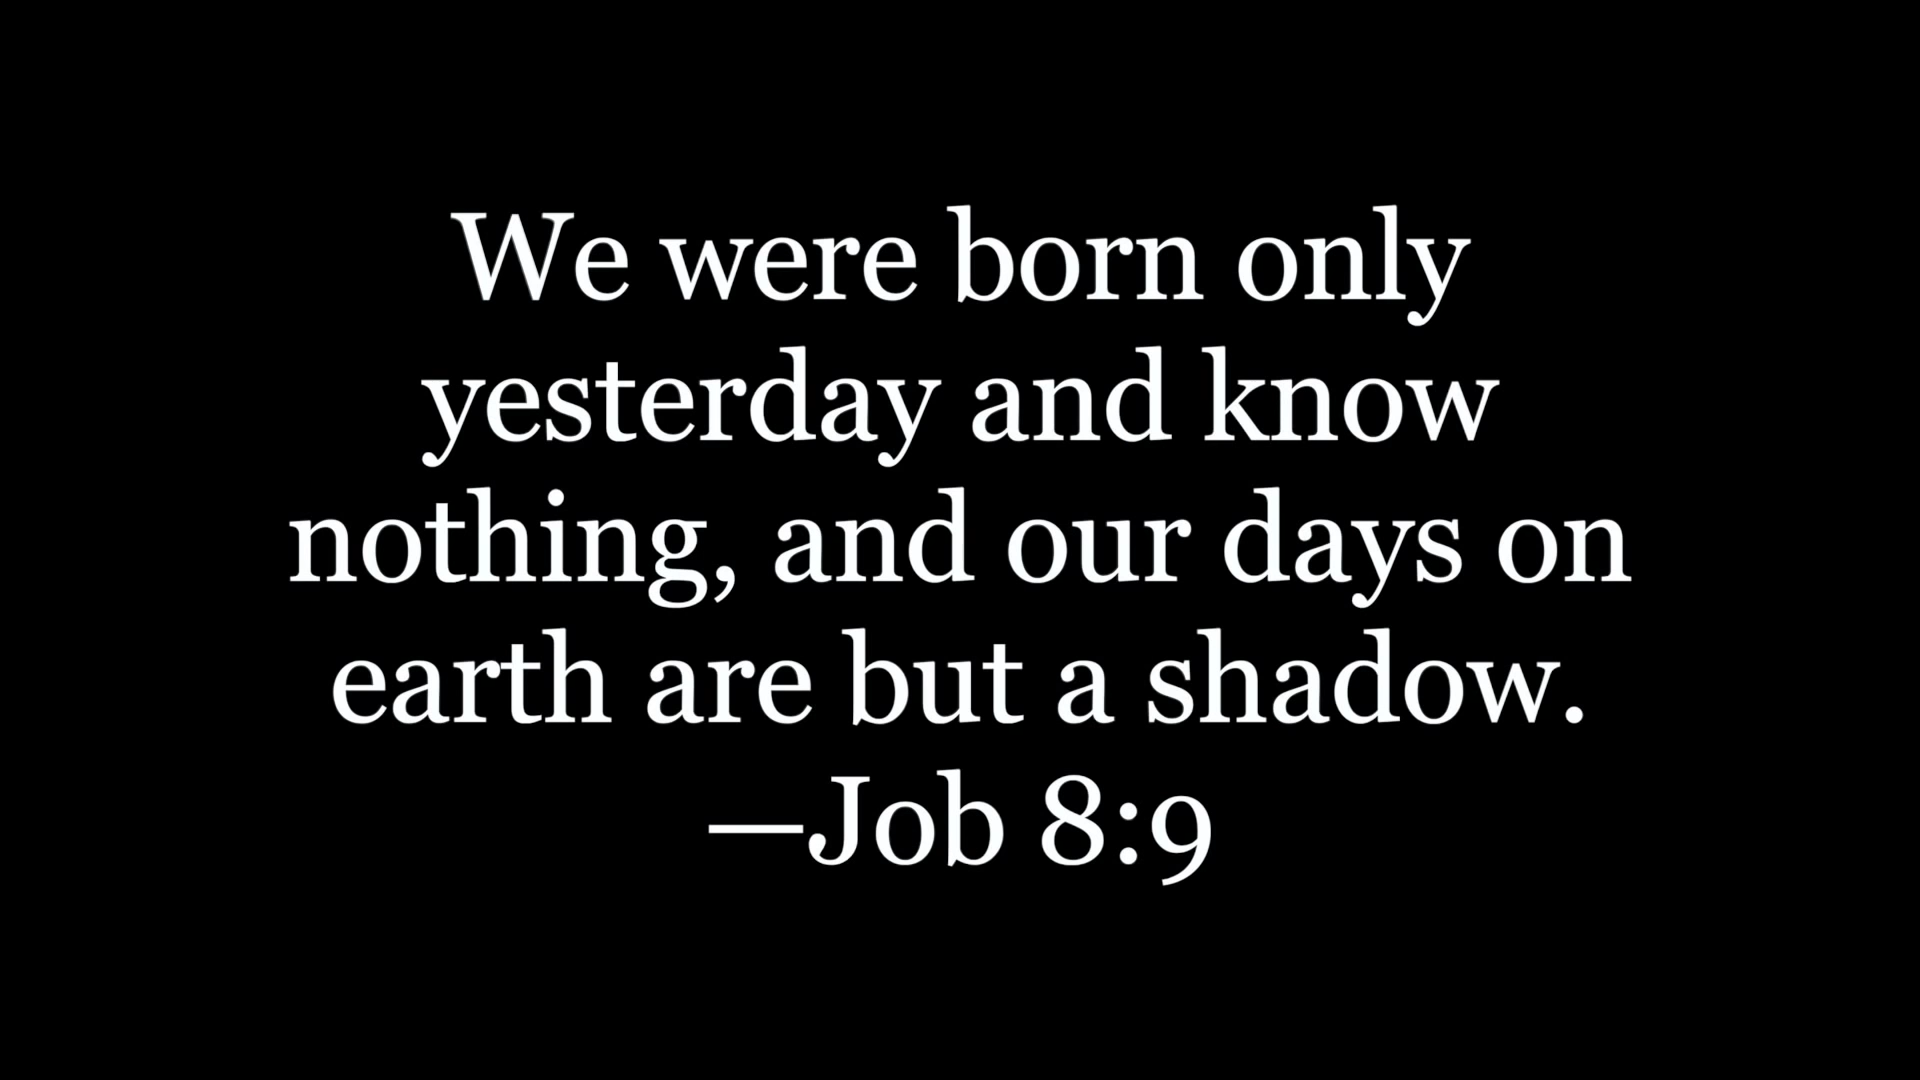 We were born only
yesterday and know
nothing, and our days on
earth are but a shadow.
—Job 8:9